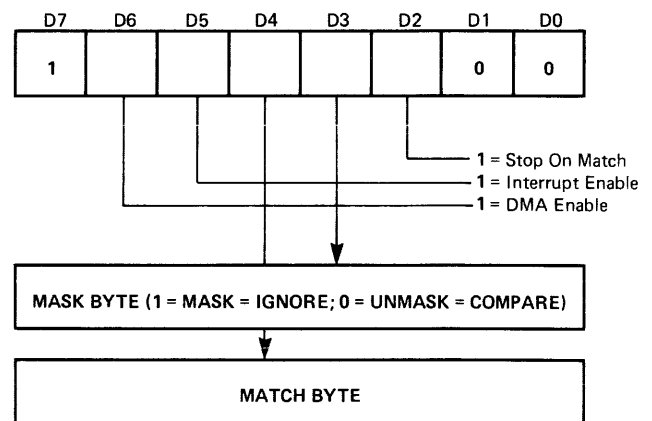 D7 D6 D5 D4 D3 D2 D1 D0
1 0 0
1 = Stop On Match
1 = Interrupt Enable
1 = DMA Enable
MASK BYTE (1 = MASK = IGNORE; 0 = UNMASK = COMPARE)
MATCH BYTE